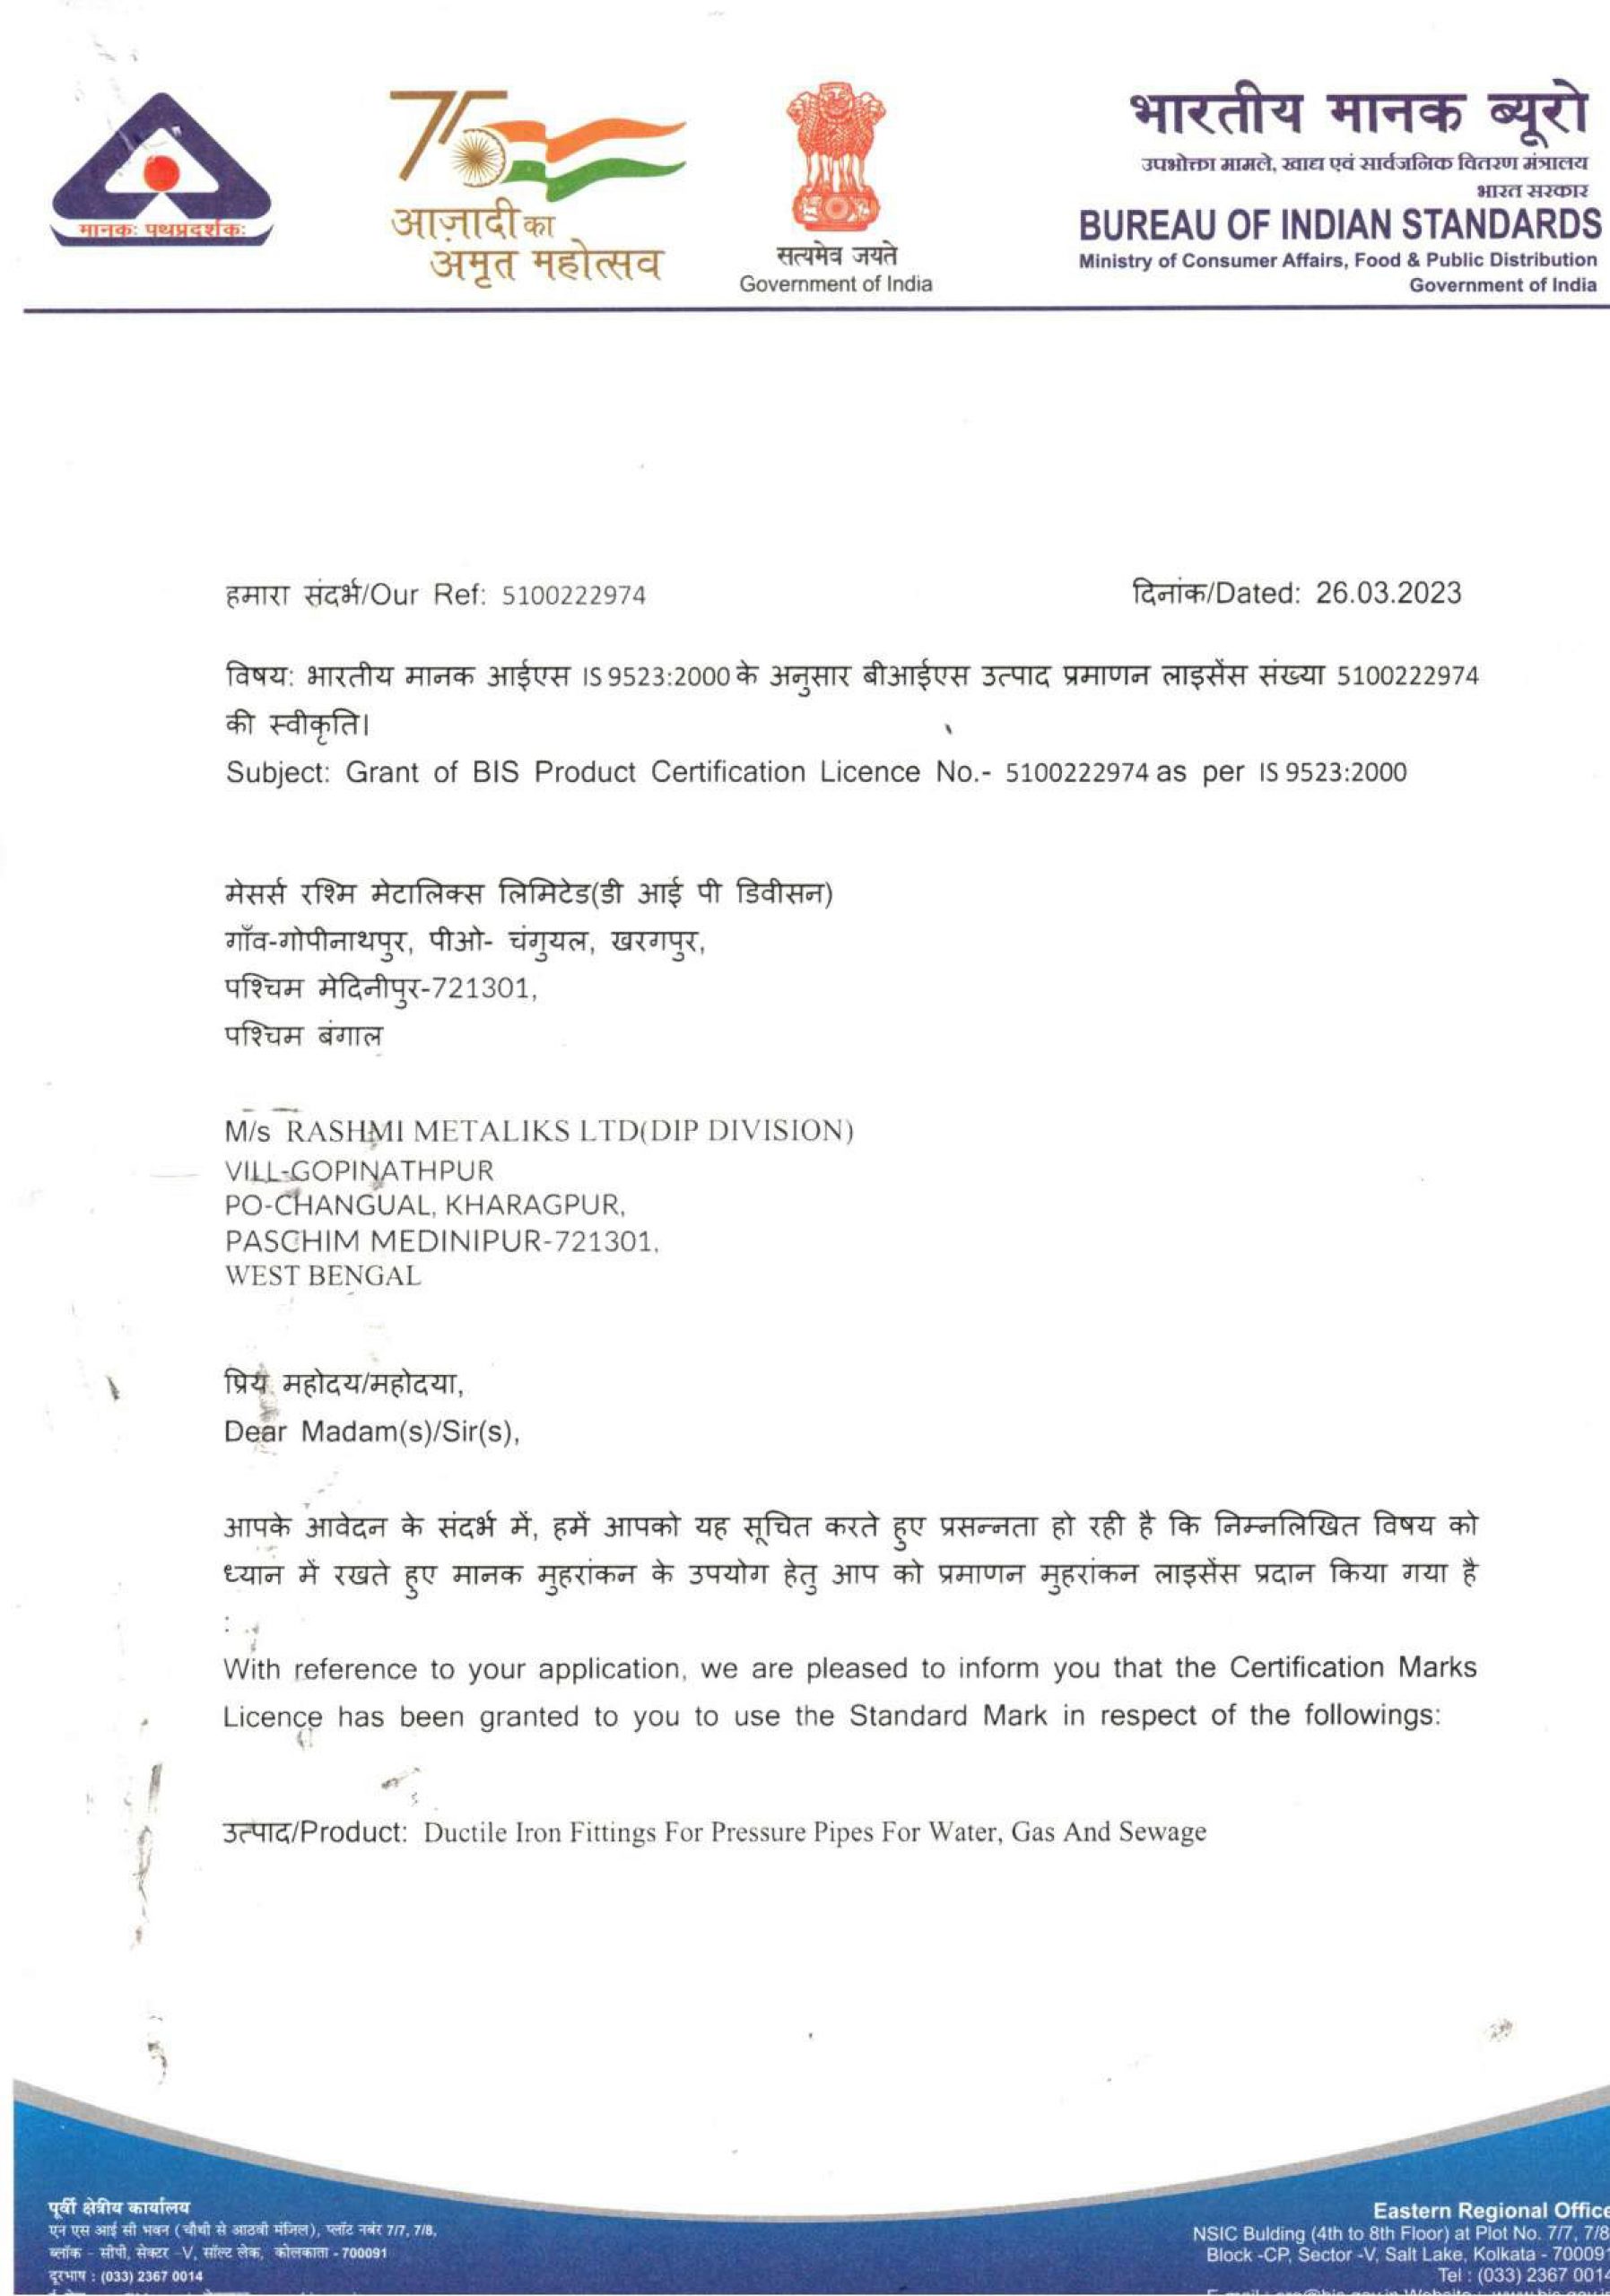 मानकः पथप्रदर्शकः
75
आज़ादी का
अमृत महोत्सव
सत्यमेव जयते
Government of India
भारतीय मानक ब्यूरो
उपभोक्ता मामले, खाद्य एवं सार्वजनिक वितरण मंत्रालय
भारत सरकार
BUREAU OF INDIAN STANDARDS
Ministry of Consumer Affairs, Food & Public Distribution
Government of India
हमारा संदर्भ/Our Ref: 5100222974
दिनांक/Dated: 26.03.2023
विषय: भारतीय मानक आईएस IS 9523:2000 के अनुसार बीआईएस उत्पाद प्रमाणन लाइसेंस संख्या 5100222974
की स्वीकृति।
Subject: Grant of BIS Product Certification Licence No.- 5100222974 as per IS 9523:2000
मेसर्स रश्मि मेटालिक्स लिमिटेड(डी आई पी डिवीसन)
गाँव-गोपीनाथपुर, पीओ- चंगुयल, खरगपुर,
पश्चिम मेदिनीपुर-721301,
पश्चिम बंगाल
M/s RASHMI METALIKS LTD(DIP DIVISION)
VILL-GOPINATHPUR
PO-CHANGUAL, KHARAGPUR,
PASCHIM MEDINIPUR-721301,
WEST BENGAL
प्रिय महोदय/महोदया,
Dear Madam(s)/Sir(s),
आपके आवेदन के संदर्भ में, हमें आपको यह सूचित करते हुए प्रसन्नता हो रही है कि निम्नलिखित विषय को
ध्यान में रखते हुए मानक मुहरांकन के उपयोग हेतु आप को प्रमाणन मुहरांकन लाइसेंस प्रदान किया गया है
:
With reference to your application, we are pleased to inform you that the Certification Marks
Licence has been granted to you to use the Standard Mark in respect of the followings:
उत्पाद/Product: Ductile Iron Fittings For Pressure Pipes For Water, Gas And Sewage
पूर्वी क्षेत्रीय कार्यालय
एन एस आई सी भवन (चौथी से आठवी मंजिल), प्लॉट नबंर 7/7, 7/8,
ब्लॉक - सीपी, सेक्टर -V, सॉल्ट लेक, कोलकाता - 700091
दूरभाष : (033) 2367 0014
Eastern Regional Office
NSIC Bulding (4th to 8th Floor) at Plot No. 7/7, 7/8
Block -CP, Sector -V, Salt Lake, Kolkata - 700091
Tel : (033) 2367 0014